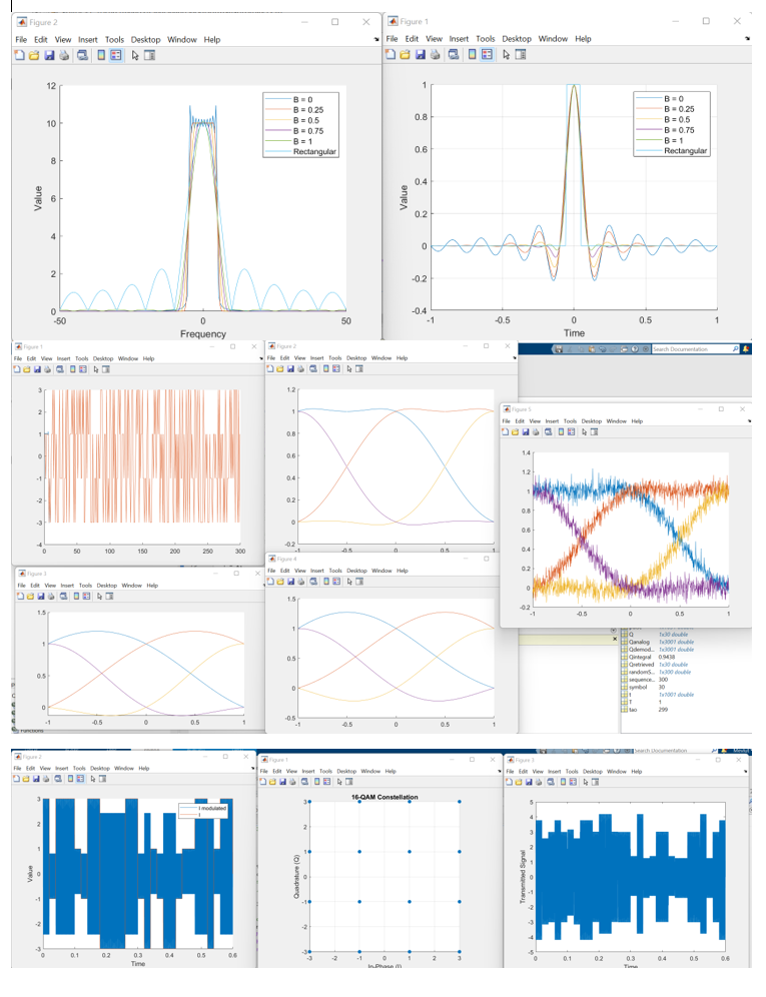 Figure 2
File Edit View Insert Tools Desktop Window Help
12
10
8
6
4
2
0
Value
B = 0
B = 0.25
B = 0.5
B = 0.75
B = 1
Rectangular
-50 0 50
Frequency
Figure 1
File Edit View Insert Tools Desktop Window Help
1
0.8
0.6
0.4
0.2
0
-0.2
-0.4
Value
B = 0
B = 0.25
B = 0.5
B = 0.75
B = 1
Rectangular
-1 -0.5 0 0.5 1
Time
Figure 1
File Edit View Insert Tools Desktop Window Help
3
2
1
0
-1
-2
-3
-4
0 50 100 150 200 250 300
Figure 2
File Edit View Insert Tools Desktop Window Help
1.2
1
0.8
0.6
0.4
0.2
0
-0.2
-1 -0.5 0 0.5 1
Search Documentation
Figure 5
File Edit View Insert Tools Desktop Window Help
1.4
1.2
1
0.8
0.6
0.4
0.2
0
-0.2
-1 -0.5 0 0.5 1
Figure 3
File Edit View Insert Tools Desktop Window Help
1.5
1
0.5
0
-1 -0.5 0 0.5 1
Figure 4
File Edit View Insert Tools Desktop Window Help
1.5
1
0.5
0
-0.5
-1 -0.5 0 0.5 1
Q 1x30 double
Qanalog 1x3001 double
Qdemod... 1x3001 double
Qintegral 0.9438
Qretrieved 1x30 double
randomS... 1x300 double
sequence... 300
symbol 30
t 1x1001 double
T 1
tao 299
Functions
Search Documentation
Figure 2
File Edit View Insert Tools Desktop Window Help
3
2
1
0
-1
-2
-3
Value
I modulated
I
0 0.1 0.2 0.3 0.4 0.5 0.6
Time
Figure 1
File Edit View Insert Tools Desktop Window Help
16-QAM Constellation
3
2
1
0
-1
-2
-3
Quadrature (Q)
-3 -2 -1 0 1 2 3
In-Phase (I)
Figure 3
File Edit View Insert Tools Desktop Window Help
5
4
3
2
1
0
-1
-2
-3
-4
-5
Transmitted Signal
0 0.1 0.2 0.3 0.4 0.5 0.6
Time